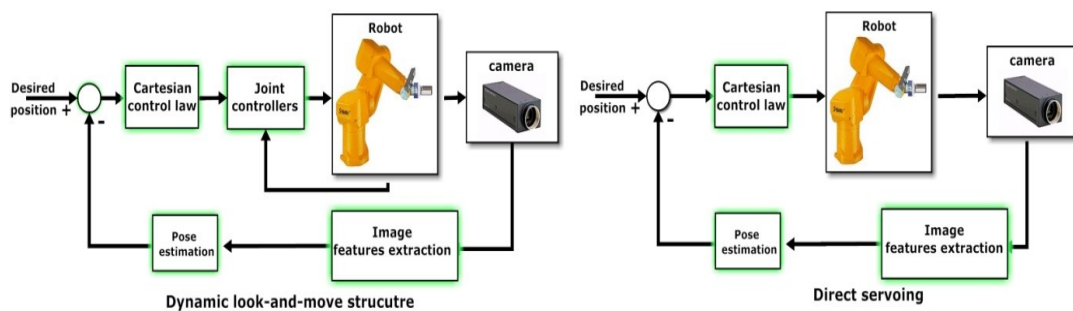 Robot
camera
Desired
position +
-
Cartesian
control law
Joint
controllers
Pose
estimation
Image
features extraction
Dynamic look-and-move strucutre
Robot
camera
Desired
position +
-
Cartesian
control law
Pose
estimation
Image
features extraction
Direct servoing